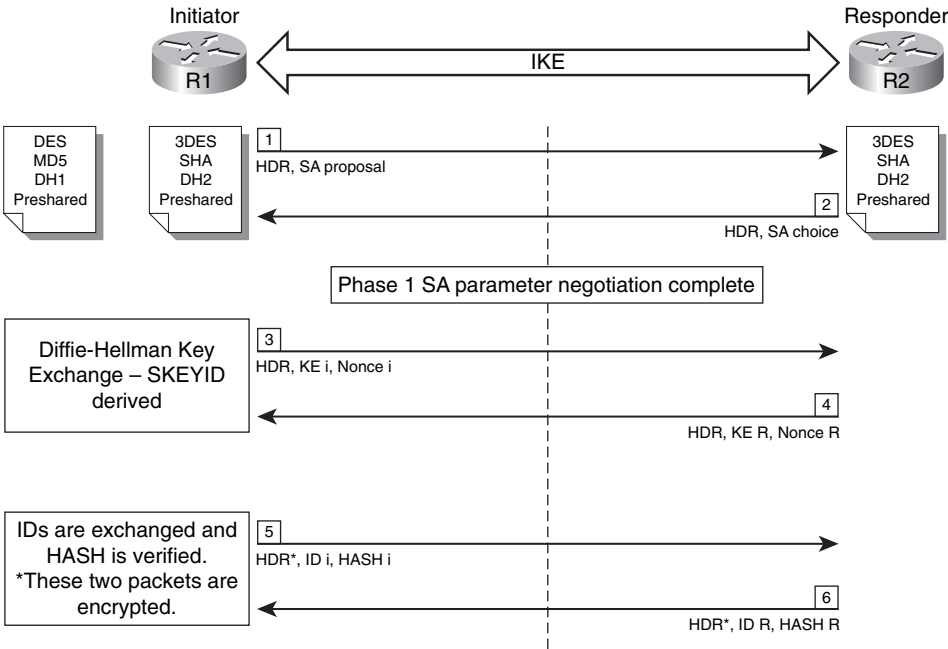 Initiator
Responder
IKE
R1
R2
DES
MD5
DH1
Preshared
3DES
SHA
DH2
Preshared
1
HDR, SA proposal
3DES
SHA
DH2
Preshared
2
HDR, SA choice
Phase 1 SA parameter negotiation complete
Diffie-Hellman Key
Exchange – SKEYID
derived
3
HDR, KE i, Nonce i
4
HDR, KE R, Nonce R
IDs are exchanged and
HASH is verified.
*These two packets are
encrypted.
5
HDR*, ID i, HASH i
6
HDR*, ID R, HASH R